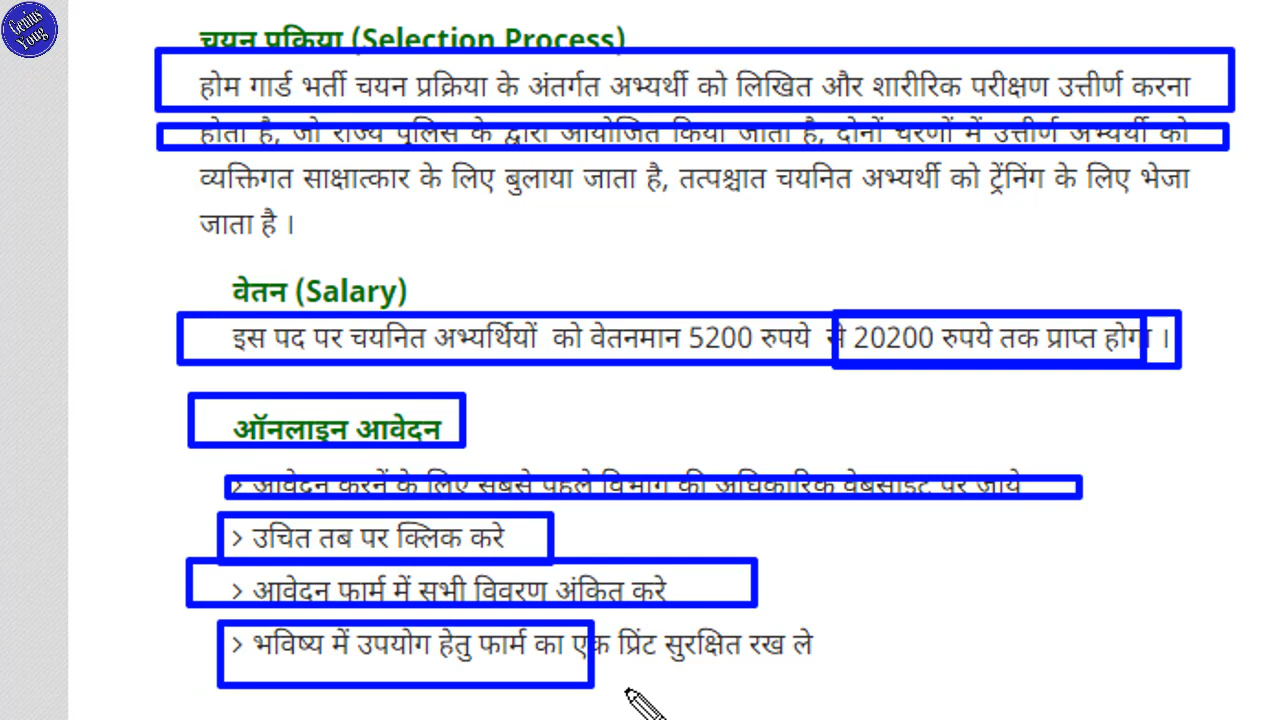 Genius
Youg
चयन प्रक्रिया (Selection Process)
होम गार्ड भर्ती चयन प्रक्रिया के अंतर्गत अभ्यर्थी को लिखित और शारीरिक परीक्षण उत्तीर्ण करना
होता है, जो राज्य पुलिस के द्वारा आयोजित किया जाता है, दोनों चरणों में उत्तीर्ण अभ्यर्थी को
व्यक्तिगत साक्षात्कार के लिए बुलाया जाता है, तत्पश्चात चयनित अभ्यर्थी को ट्रेंनिंग के लिए भेजा
जाता है ।
वेतन (Salary)
इस पद पर चयनित अभ्यर्थियों को वेतनमान 5200 रुपये से 20200 रुपये तक प्राप्त होगा ।
ऑनलाइन आवेदन
> आवेदन करनें के लिए सबसे पहले विभाग की अधिकारिक वेबसाइट पर जाये
> उचित तब पर क्लिक करे
> आवेदन फार्म में सभी विवरण अंकित करे
> भविष्य में उपयोग हेतु फार्म का एक प्रिंट सुरक्षित रख ले